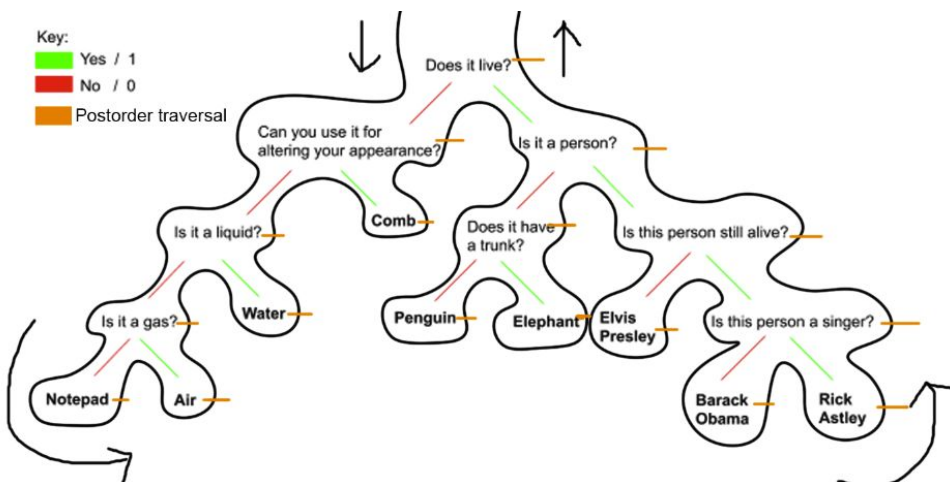 Key:
Yes / 1
No / 0
Postorder traversal
Does it live?
Can you use it for
altering your appearance?
Is it a person?
Comb
Is it a liquid?
Does it have
a trunk?
Is this person still alive?
Water
Is it a gas?
Penguin
Elephant
Elvis
Presley
Is this person a singer?
Notepad
Air
Barack
Obama
Rick
Astley